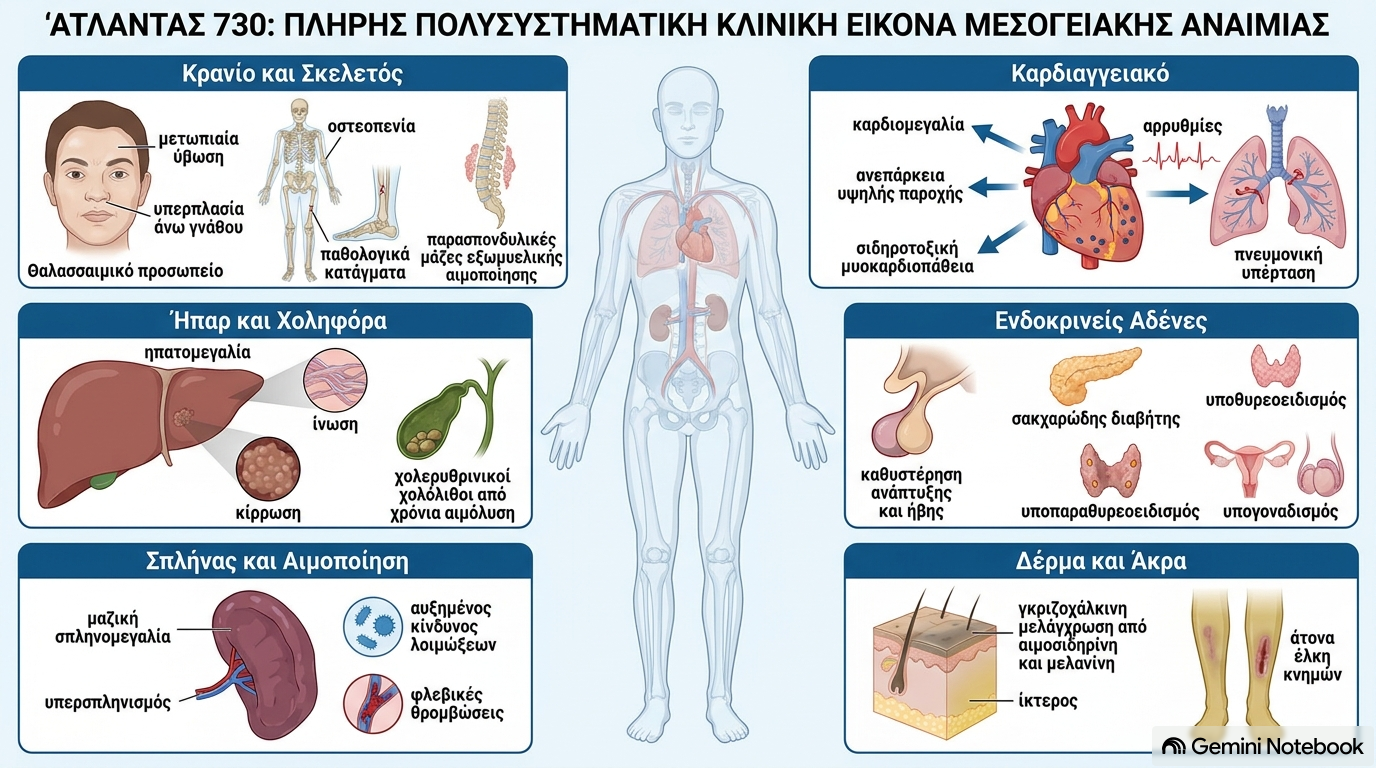 ‘ΑΤΛΑΝΤΑΣ 730: ΠΛΗΡΗΣ ΠΟΛΥΣΥΣΤΗΜΑΤΙΚΗ ΚΛΙΝΙΚΗ ΕΙΚΟΝΑ ΜΕΣΟΓΕΙΑΚΗΣ ΑΝΑΙΜΙΑΣ
Κρανίο και Σκελετός
μετωπιαία
ύβωση
υπερπλασία
άνω γνάθου
Θαλασσαιμικό προσωπείο
οστεοπενία
παθολογικά
κατάγματα
παρασπονδυλικές
μάζες εξωμυελικής
αιμοποίησης
Καρδιαγγειακό
καρδιομεγαλία
ανεπάρκεια
υψηλής παροχής
σιδηροτοξική
μυοκαρδιοπάθεια
αρρυθμίες
πνευμονική
υπέρταση
Ήπαρ και Χοληφόρα
ηπατομεγαλία
ίνωση
κίρρωση
χολερυθρινικοί
χολόλιθοι από
χρόνια αιμόλυση
Ενδοκρινείς Αδένες
καθυστέρηση
ανάπτυξης
και ήβης
σακχαρώδης διαβήτης
υποθυρεοειδισμός
υποπαραθυρεοειδισμός
υπογοναδισμός
Σπλήνας και Αιμοποίηση
μαζική
σπληνομεγαλία
υπερσπληνισμός
αυξημένος
κίνδυνος
λοιμώξεων
φλεβικές
θρομβώσεις
Δέρμα και Άκρα
γκριζοχάλκινη
μελάγχρωση από
αιμοσιδηρίνη
και μελανίνη
ίκτερος
άτονα
έλκη
κνημών
Gemini Notebook